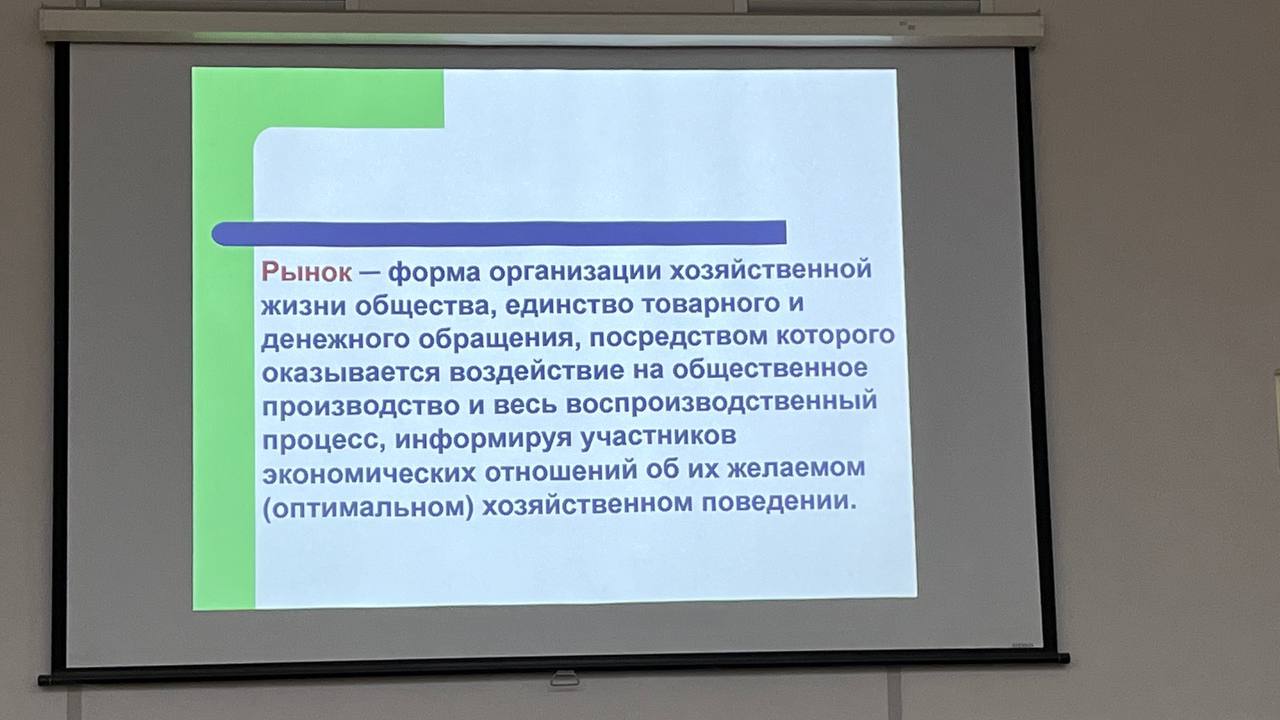 Рынок — форма организации хозяйственной
жизни общества, единство товарного и
денежного обращения, посредством которого
оказывается воздействие на общественное
производство и весь воспроизводственный
процесс, информируя участников
экономических отношений об их желаемом
(оптимальном) хозяйственном поведении.